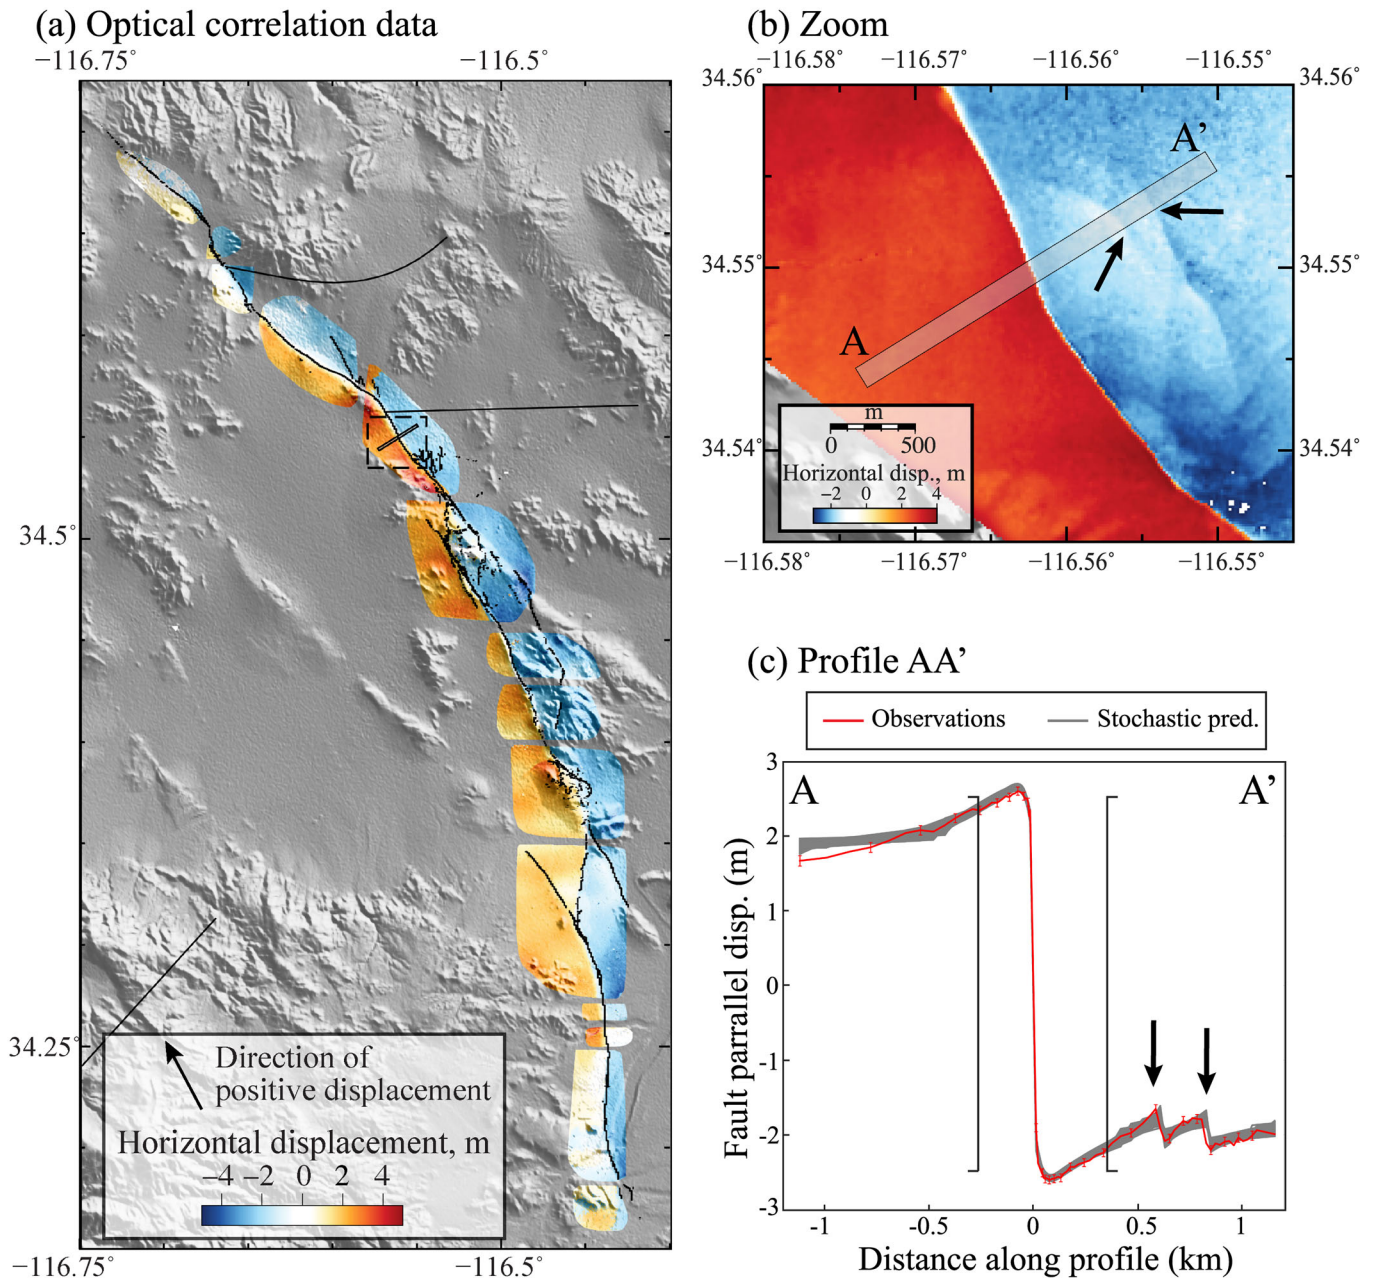 (a) Optical correlation data
−116.75˚ −116.5˚
34.5˚
34.25˚
Direction of
positive displacement
Horizontal displacement, m
−4 −2 0 2 4
−116.75˚ −116.5˚
(b) Zoom
−116.58˚ −116.57˚ −116.56˚ −116.55˚
34.56˚ 34.56˚
A’
34.55˚ 34.55˚
A
m
0 500
34.54˚ 34.54˚
Horizontal disp., m
−2 0 2 4
−116.58˚ −116.57˚ −116.56˚ −116.55˚
(c) Profile AA’
Observations Stochastic pred.
A A’
3
2
1
0
-1
-2
-3
Fault parrallel disp. (m)
-1 -0.5 0 0.5 1
Distance along profile (km)